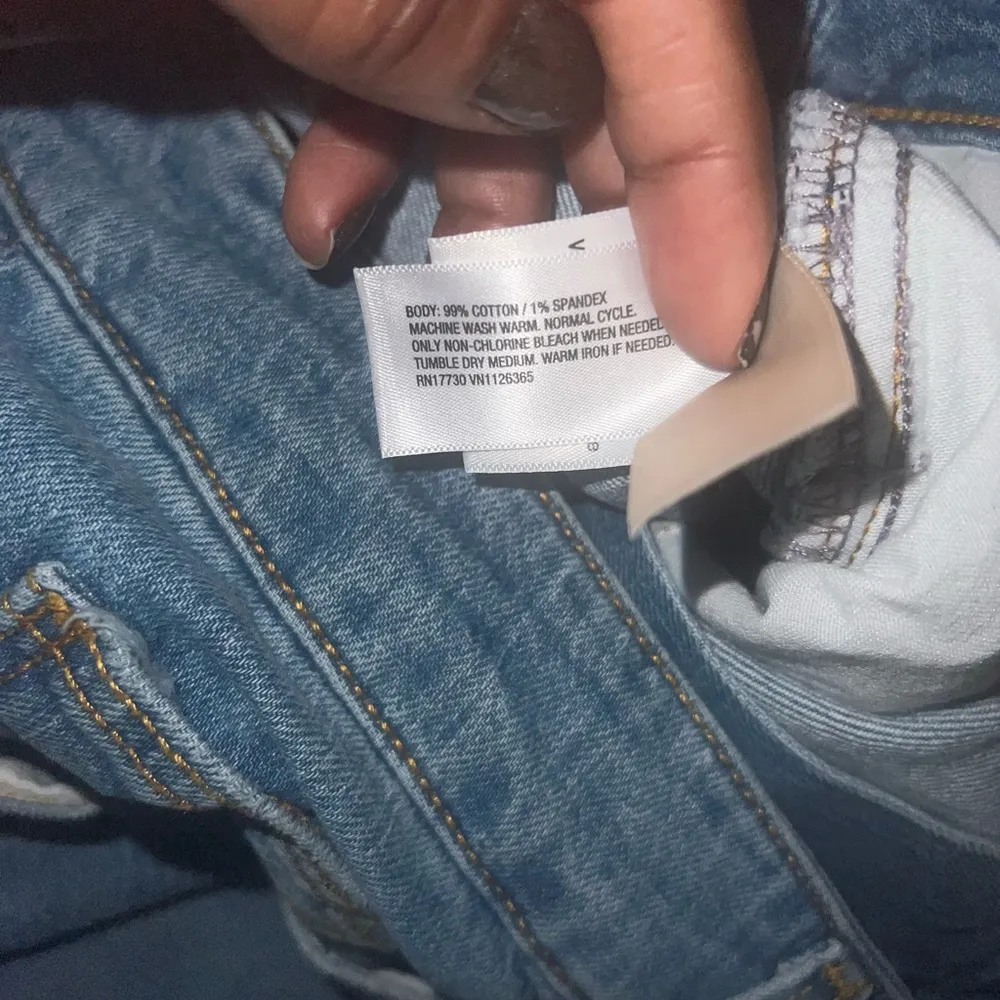 V
BODY: 99% COTTON / 1% SPANDEX
MACHINE WASH WARM. NORMAL CYCLE.
ONLY NON-CHLORINE BLEACH WHEN NEEDED.
TUMBLE DRY MEDIUM. WARM IRON IF NEEDED.
RN17730 VN1126365